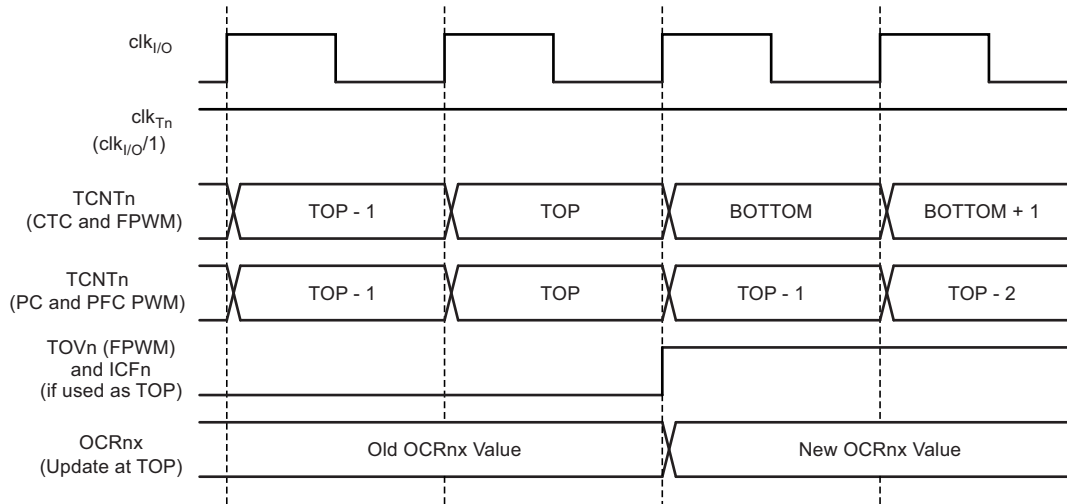 clkI/O
clkTn
(clkI/O/1)
TCNTn
(CTC and FPWM)
TOP - 1 TOP BOTTOM BOTTOM + 1
TCNTn
(PC and PFC PWM)
TOP - 1 TOP TOP - 1 TOP - 2
TOVn (FPWM)
and ICFn
(if used as TOP)
OCRnx
(Update at TOP)
Old OCRnx Value New OCRnx Value